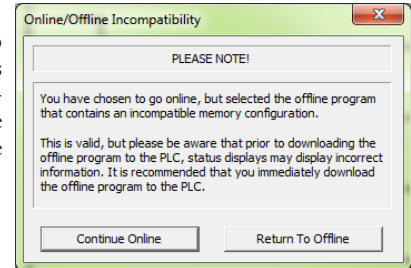 Online/Offline Incompatibility
PLEASE NOTE!
You have chosen to go online, but selected the offline program
that contains an incompatible memory configuration.
This is valid, but please be aware that prior to downloading the
offline program to the PLC, status displays may display incorrect
information. It is recommended that you immediately download
the offline program to the PLC.
Continue Online
Return To Offline